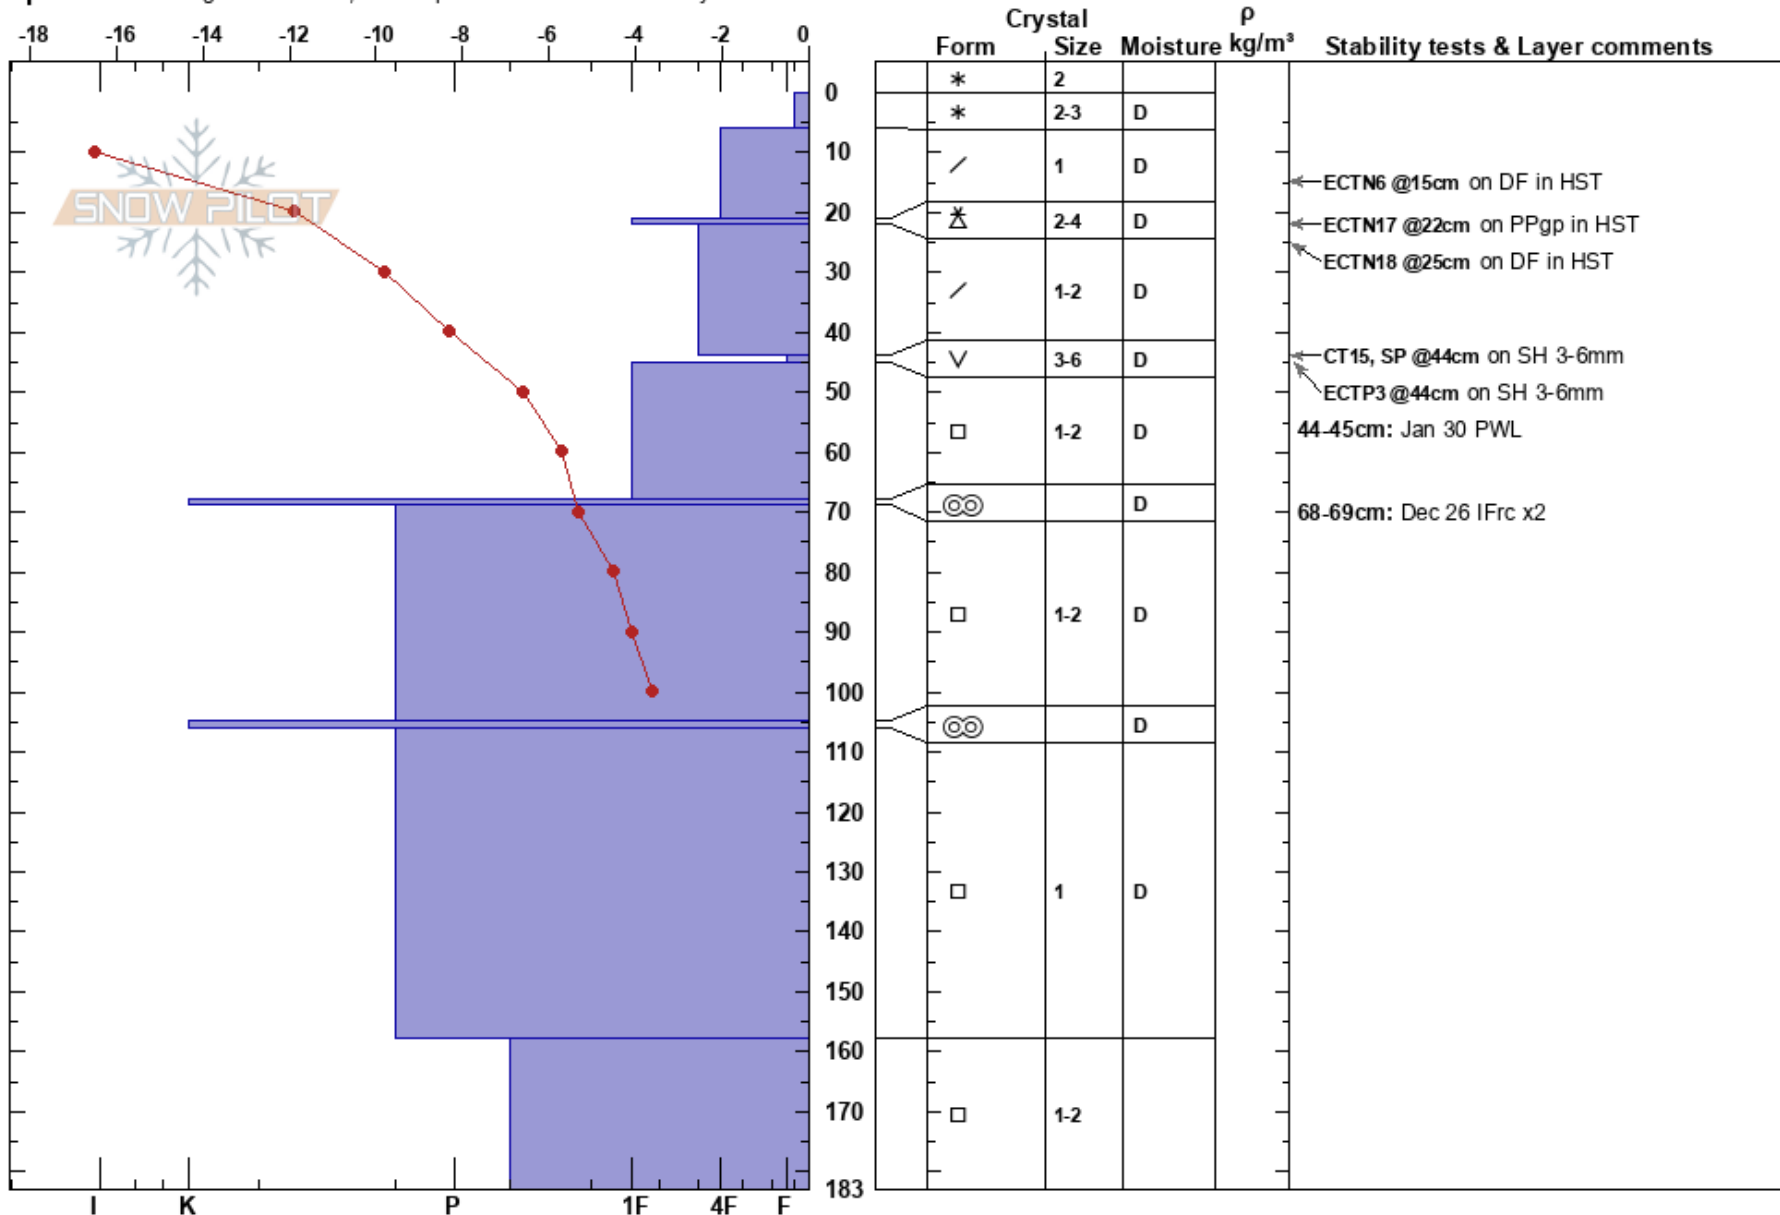 Crystal ρ
Form Size Moisture kg/m³ Stability tests & Layer comments
-18 -16 -14 -12 -10 -8 -6 -4 -2 0
2
0
2-3 D
10
1 D
ECTN6 @15cm on DF in HST
SNOW PILOT
20
2-4 D
ECTN17 @22cm on PPgp in HST
ECTN18 @25cm on DF in HST
30
1-2 D
40
3-6 D
CT15, SP @44cm on SH 3-6mm
50
ECTP3 @44cm on SH 3-6mm
1-2 D
44-45cm: Jan 30 PWL
60
D
70
68-69cm: Dec 26 IFrc x2
80
1-2 D
90
100
D
110
120
130
1 D
140
150
160
170
1-2
183
I K P 1F 4F F